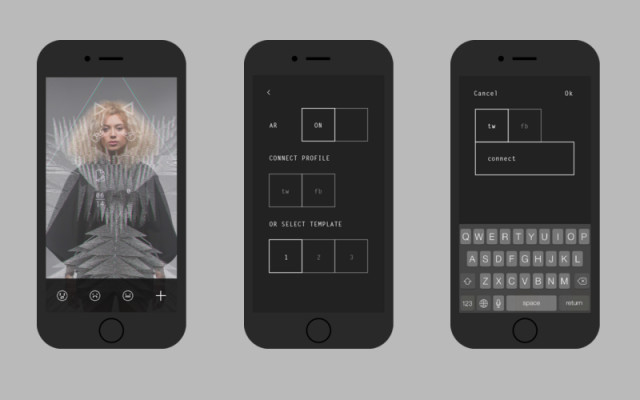 AR ON
CONNECT PROFILE
tw fb
OR SELECT TEMPLATE
1 2 3
Cancel Ok
tw fb
connect
Q W E R T Y U I O P
A S D F G H J K L
Z X C V B N M
123 space return